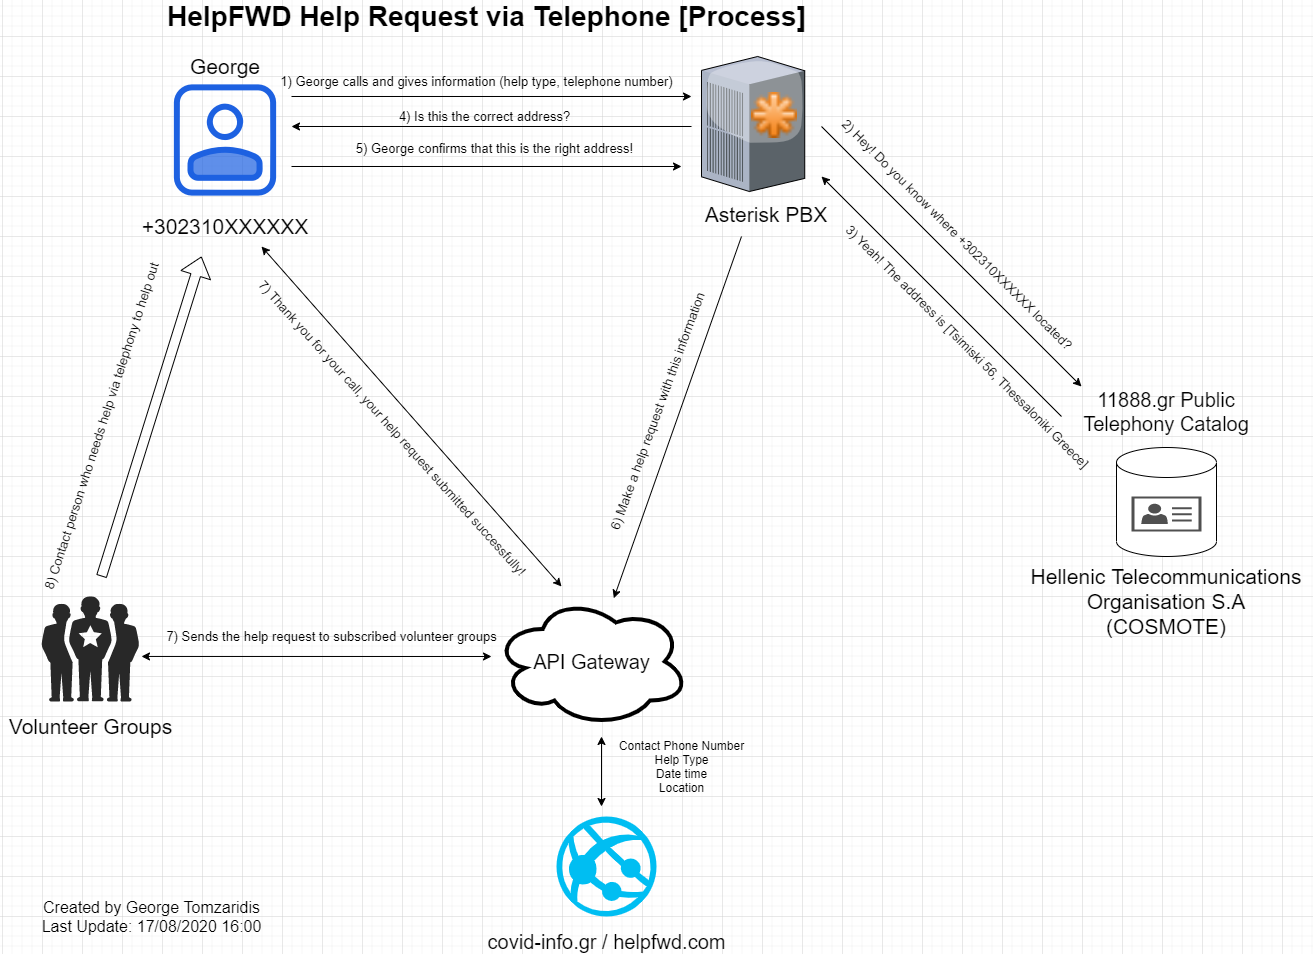 HelpFWD Help Request via Telephone [Process]
George
1) George calls and gives information (help type, telephone number)
4) Is this the correct address?
5) George confirms that this is the right address!
+302310XXXXXX
Asterisk PBX
2) Hey! Do you know where +302310XXXXXX located?
3) Yeah! The address is [Tsimiski 56, Thessaloniki Greece]
11888.gr Public
Telephony Catalog
Hellenic Telecommunications
Organisation S.A
(COSMOTE)
6) Make a help request with this information
7) Thank you for your call, your help request submitted successfully!
8) Contact person who needs help via telephony to help out
7) Sends the help request to subscribed volunteer groups
API Gateway
Volunteer Groups
Contact Phone Number
Help Type
Date time
Location
covid-info.gr / helpfwd.com
Created by George Tomzaridis
Last Update: 17/08/2020 16:00